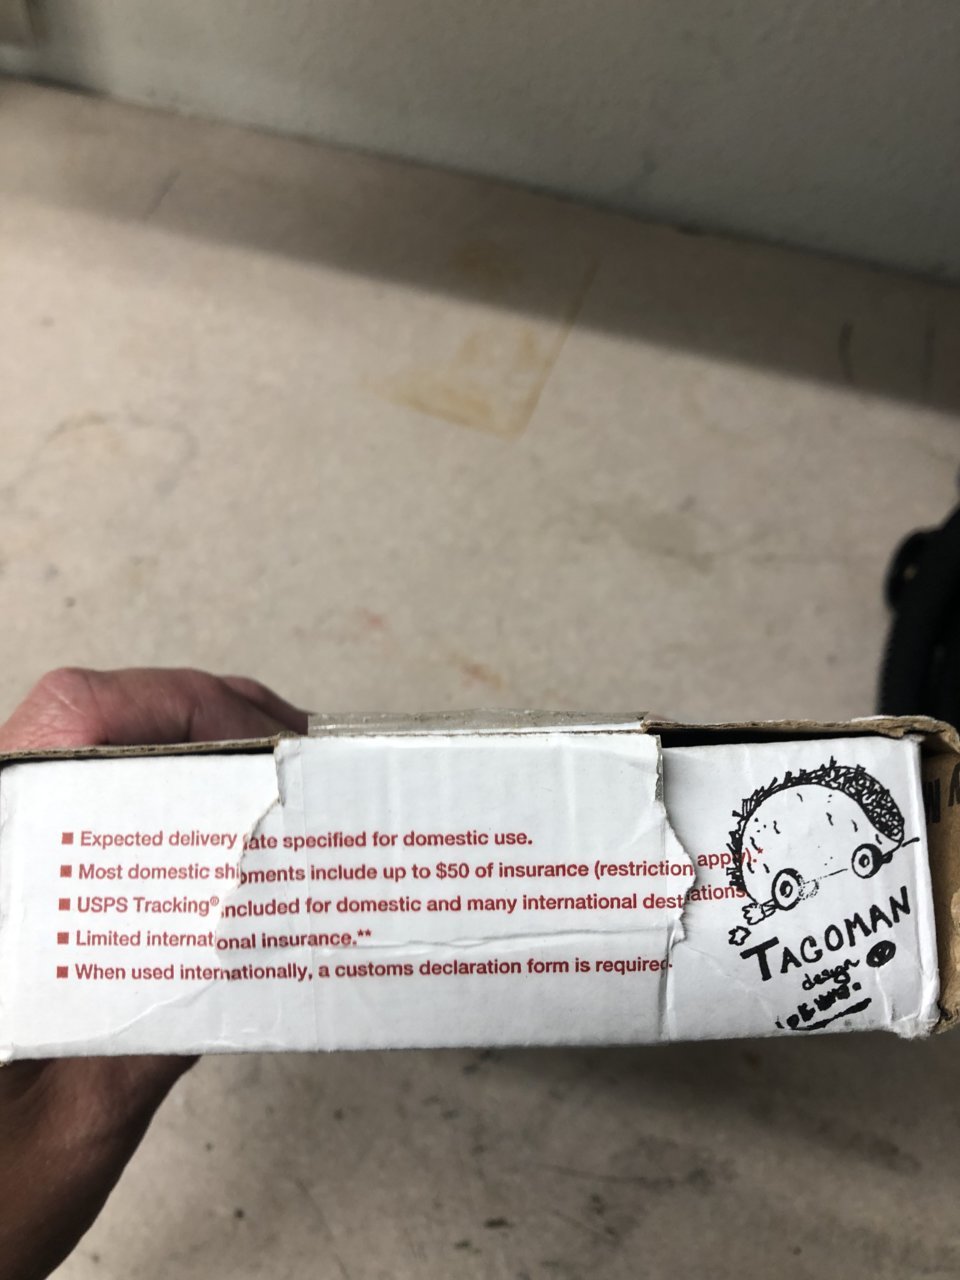 ■ Expected delivery date specified for domestic use.
■ Most domestic shipments include up to $50 of insurance (restriction apply).*
■ USPS Tracking® included for domestic and many international destinations
■ Limited international insurance.**
■ When used internationally, a customs declaration form is required.
TAGOMAN
design